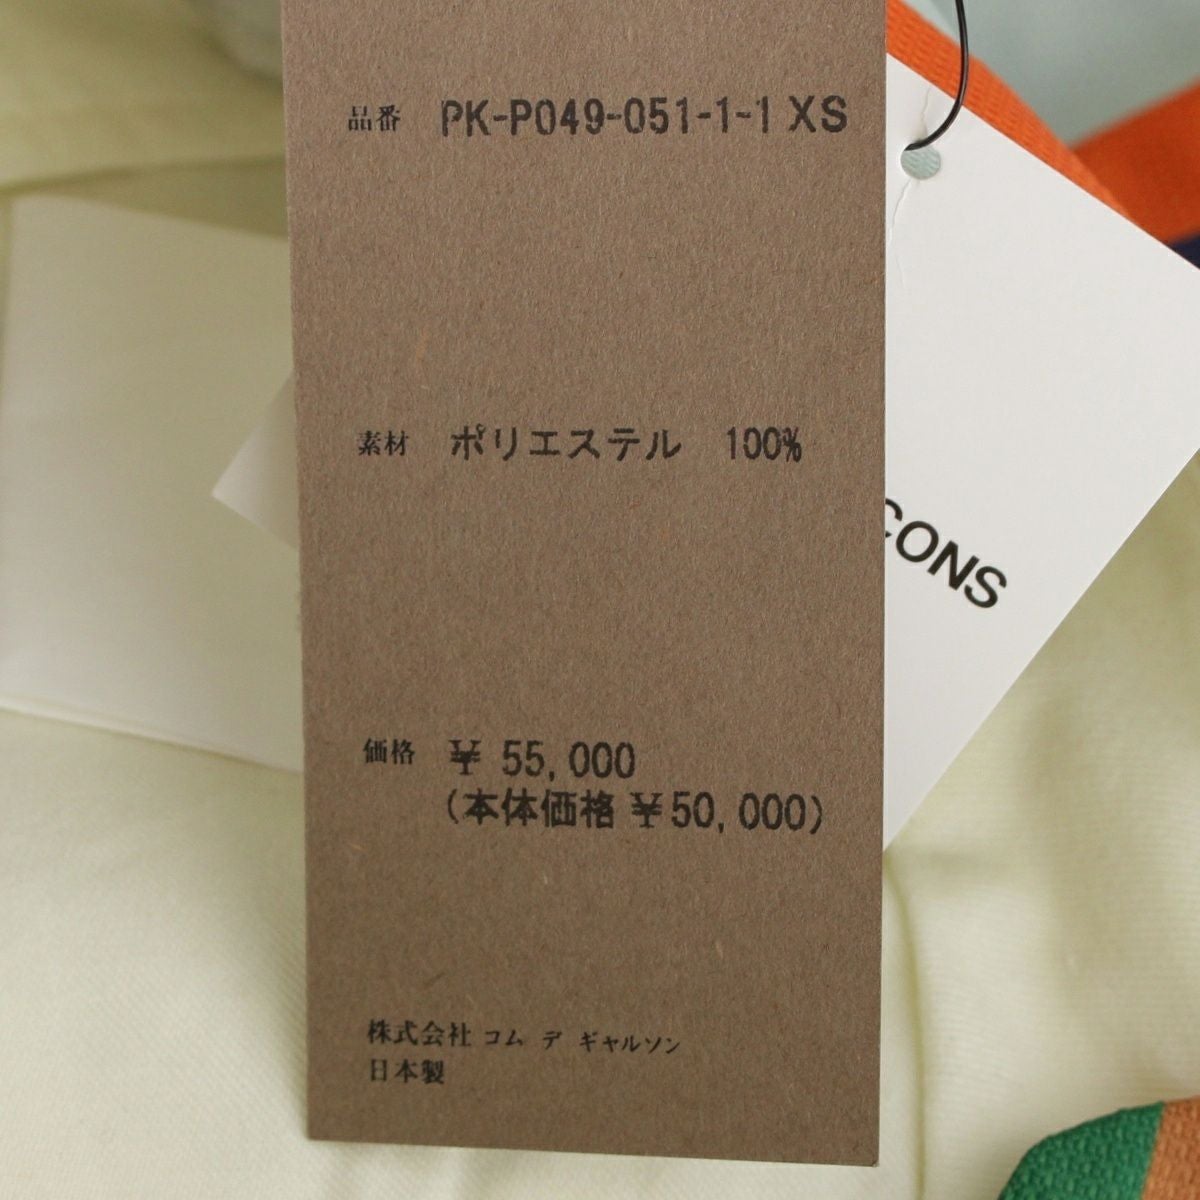 品番 PK-P049-051-1-1 XS
素材 ポリエステル 100%
価格 ¥ 55,000
(本体価格 ¥50,000)
株式会社 コム デ ギャルソン
日本製
CONS